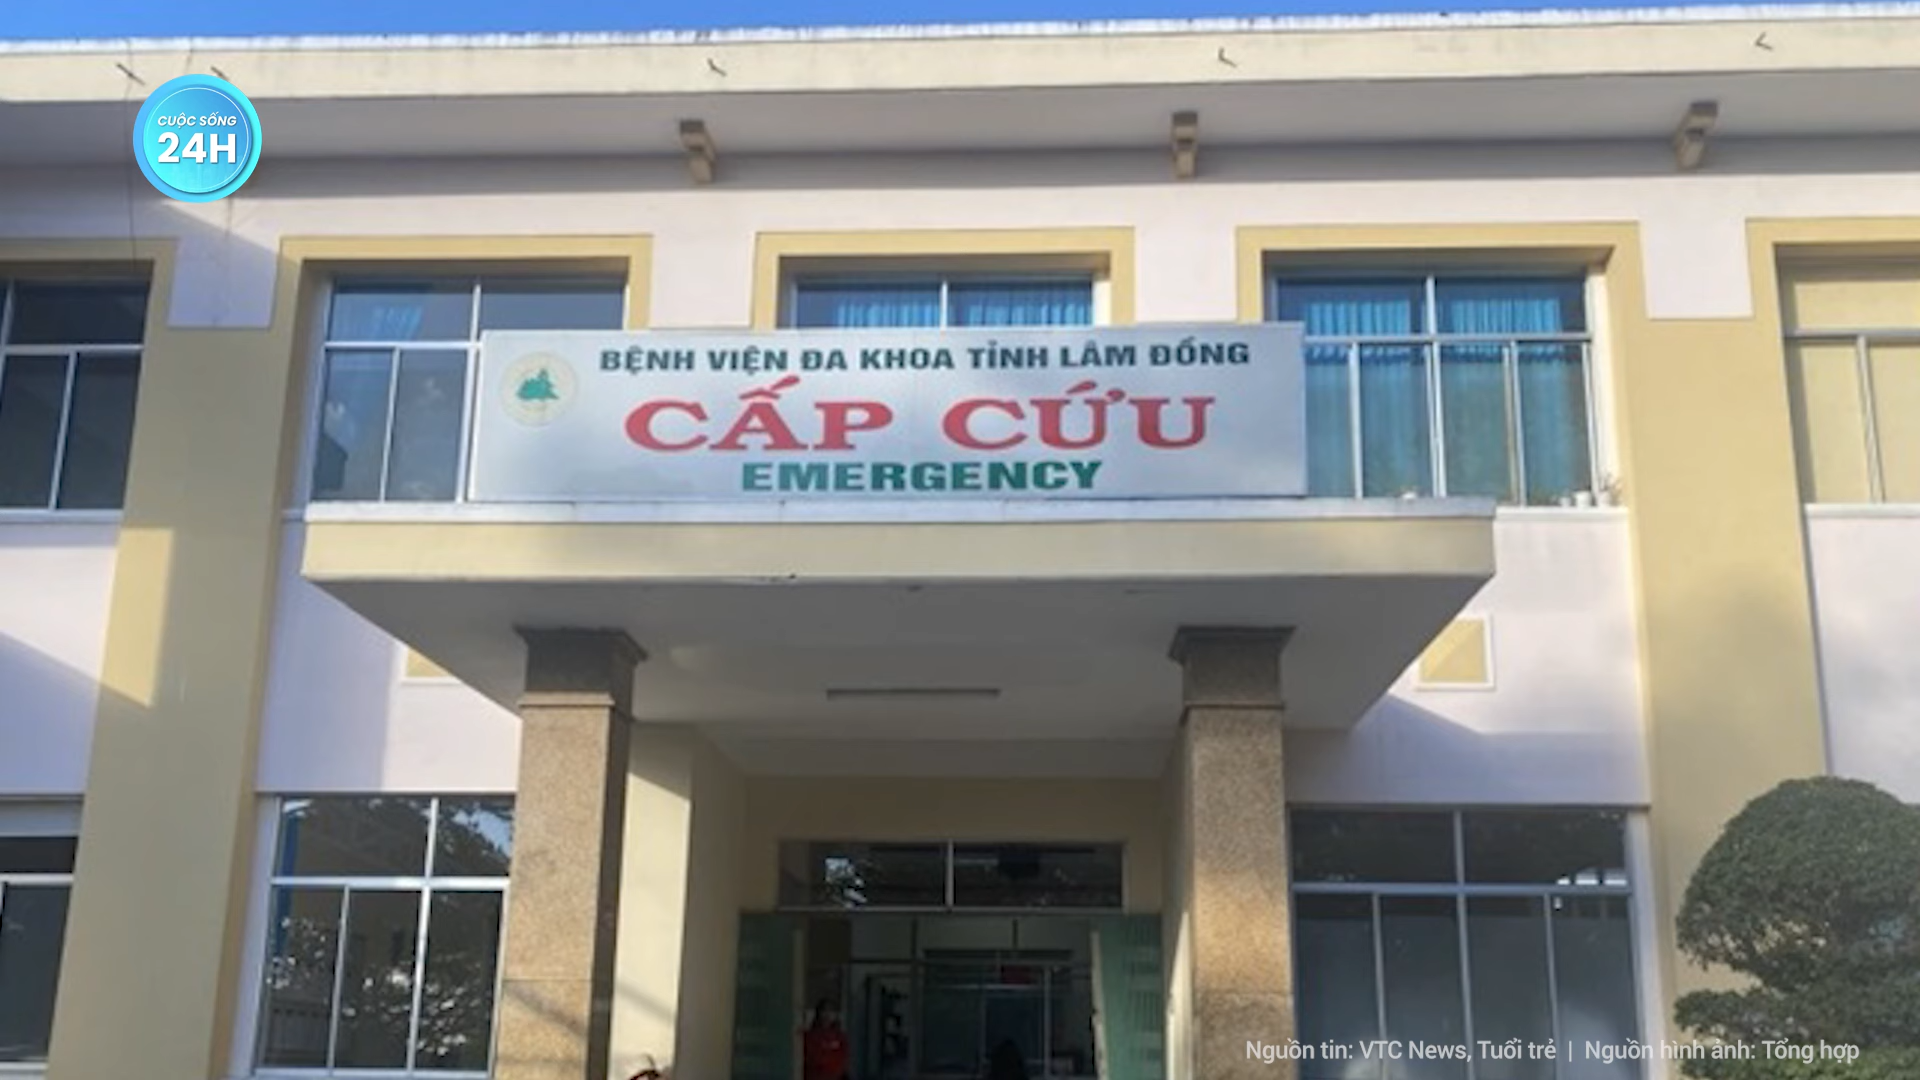 CUỘC SỐNG
24H
BỆNH VIỆN ĐA KHOA TỈNH LÂM ĐỒNG
CẤP CỨU
EMERGENCY
Nguồn tin: VTC News, Tuổi trẻ | Nguồn hình ảnh: Tổng hợp